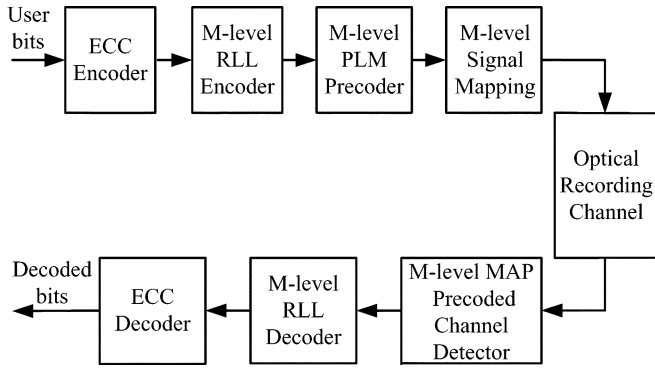 User
bits
ECC
Encoder
M-level
RLL
Encoder
M-level
PLM
Precoder
M-level
Signal
Mapping
Optical
Recording
Channel
M-level MAP
Precoded
Channel
Detector
M-level
RLL
Decoder
ECC
Decoder
Decoded
bits